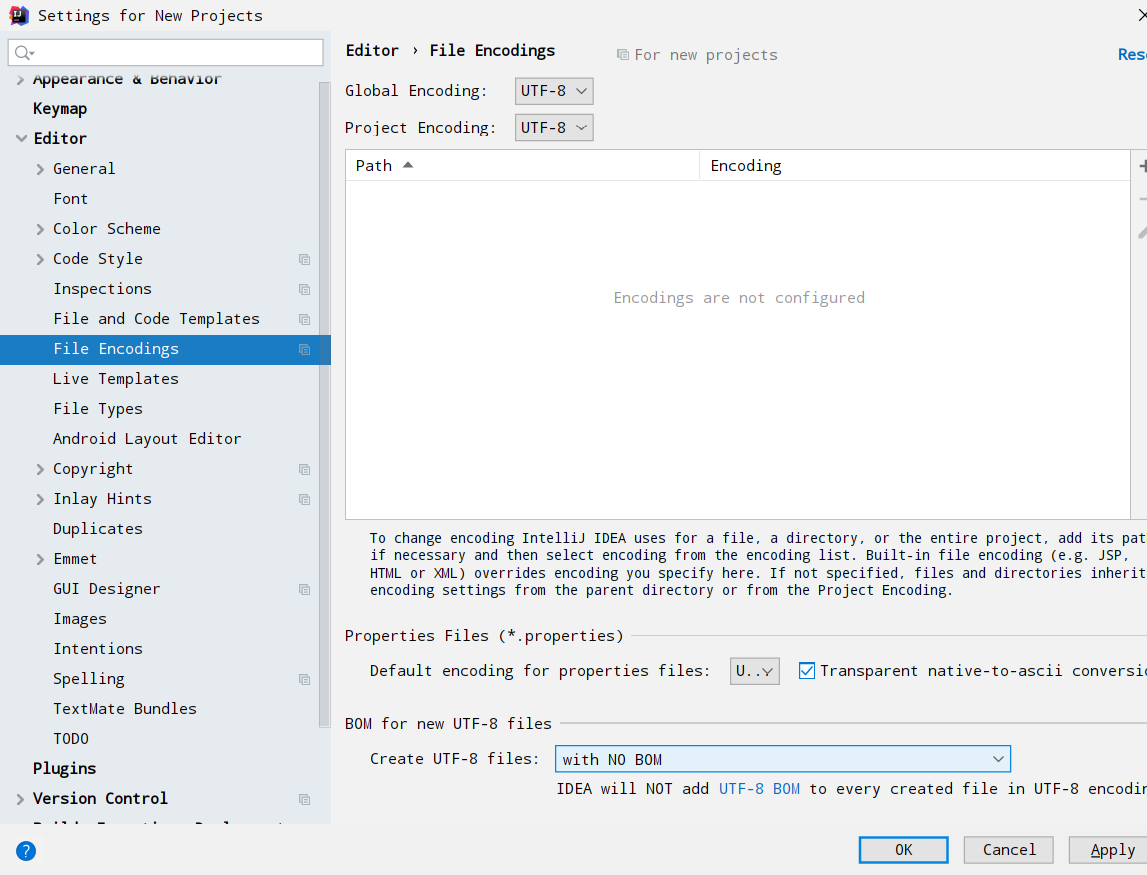 Settings for New Projects
Appearance & Behavior
Keymap
Editor
General
Font
Color Scheme
Code Style
Inspections
File and Code Templates
File Encodings
Live Templates
File Types
Android Layout Editor
Copyright
Inlay Hints
Duplicates
Emmet
GUI Designer
Images
Intentions
Spelling
TextMate Bundles
TODO
Plugins
Version Control
Editor › File Encodings
For new projects
Global Encoding: UTF-8
Project Encoding: UTF-8
Path Encoding
Encodings are not configured
To change encoding IntelliJ IDEA uses for a file, a directory, or the entire project, add its pat
if necessary and then select encoding from the encoding list. Built-in file encoding (e.g. JSP,
HTML or XML) overrides encoding you specify here. If not specified, files and directories inherit
encoding settings from the parent directory or from the Project Encoding.
Properties Files (*.properties)
Default encoding for properties files: U.. Transparent native-to-ascii conversi
BOM for new UTF-8 files
Create UTF-8 files: with NO BOM
IDEA will NOT add UTF-8 BOM to every created file in UTF-8 encodin
? OK Cancel Apply